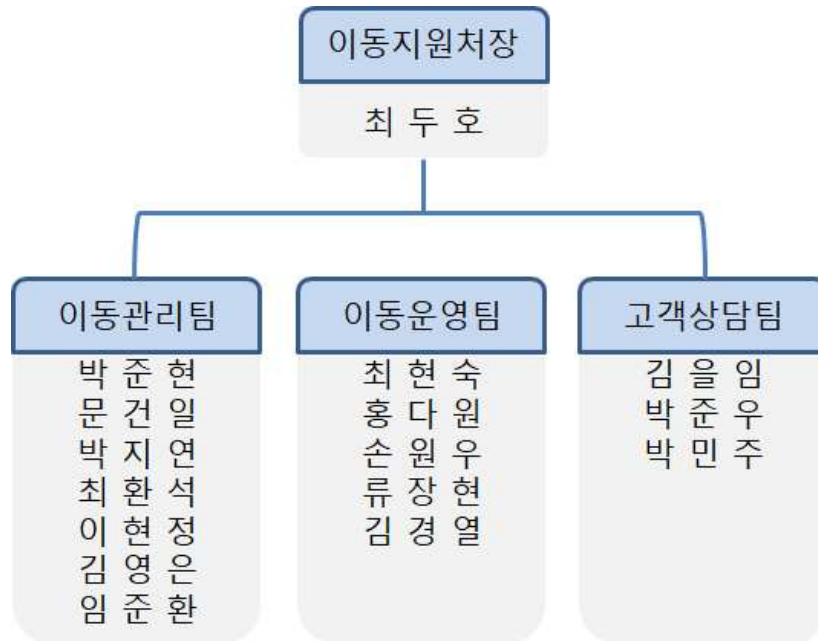 이동지원처장
최 두 호
이동관리팀
박 준 현
문 건 일
박 지 연
최 환 석
이 현 정
김 영 은
임 준 환
이동운영팀
최 현 숙
홍 다 원
손 원 우
류 장 현
김 경 열
고객상담팀
김 을 임
박 준 우
박 민 주